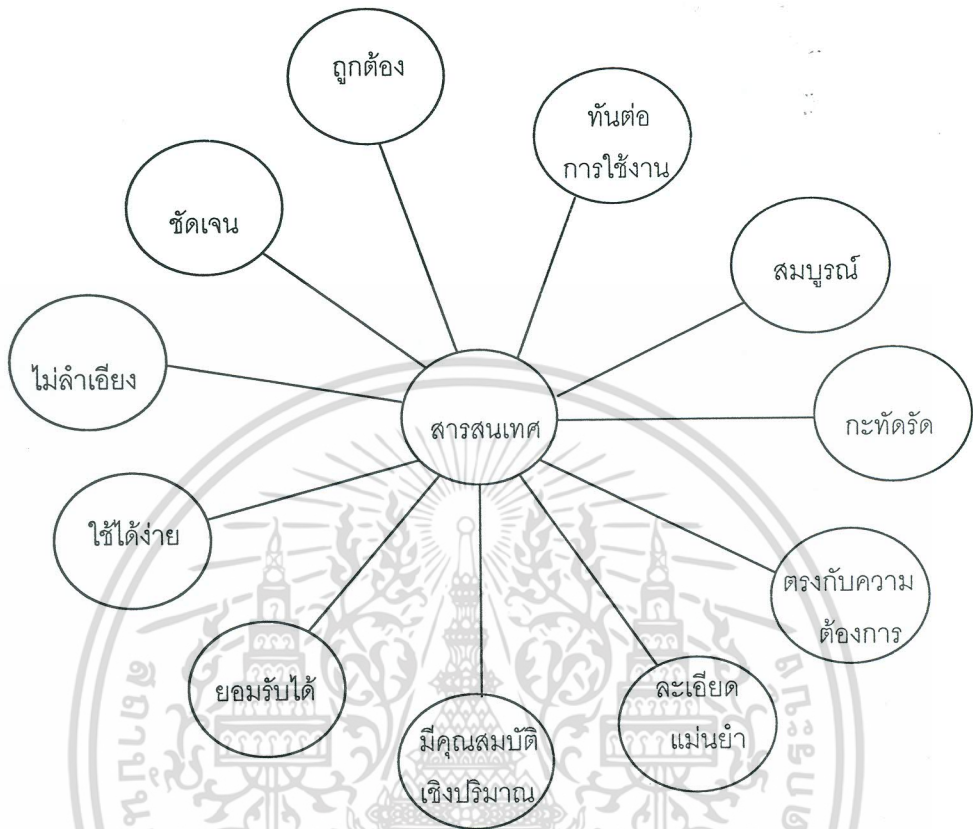 ถูกต้อง
ทันต่อ
การใช้งาน
ชัดเจน
สมบูรณ์
ไม่ลำเอียง
กะทัดรัด
สารสนเทศ
ใช้ได้ง่าย
ตรงกับความ
ต้องการ
ยอมรับได้
ละเอียด
แม่นยำ
มีคุณสมบัติ
เชิงปริมาณ